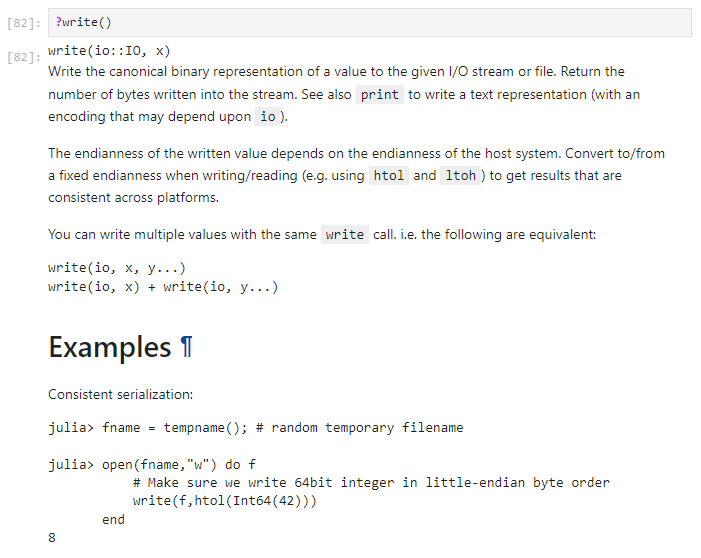 [82]: ?write()
[82]: write(io::IO, x)
Write the canonical binary representation of a value to the given I/O stream or file. Return the
number of bytes written into the stream. See also print to write a text representation (with an
encoding that may depend upon io ).
The endianness of the written value depends on the endianness of the host system. Convert to/from
a fixed endianness when writing/reading (e.g. using htol and ltoh ) to get results that are
consistent across platforms.
You can write multiple values with the same write call. i.e. the following are equivalent:
write(io, x, y...)
write(io, x) + write(io, y...)
Examples ¶
Consistent serialization:
julia> fname = tempname(); # random temporary filename
julia> open(fname,"w") do f
# Make sure we write 64bit integer in little-endian byte order
write(f,htol(Int64(42)))
end
8